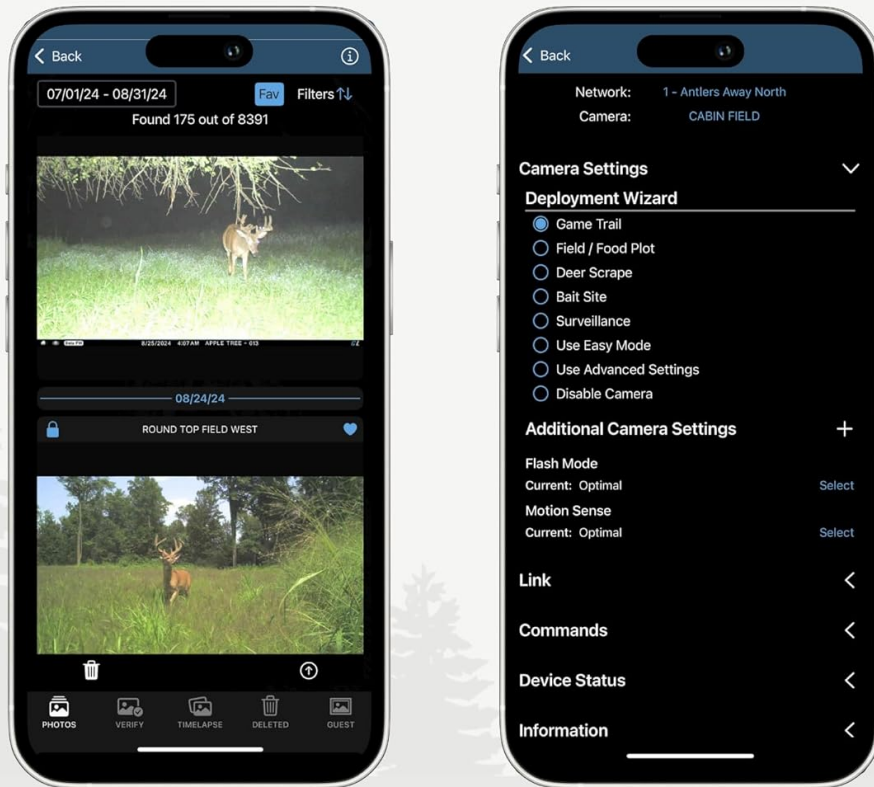 Back
07/01/24 - 08/31/24 Fav Filters
Found 175 out of 8391
8/25/2024 4:07AM APPLE TREE - 013
08/24/24
ROUND TOP FIELD WEST
PHOTOS VERIFY TIMELAPSE DELETED GUEST
Back
Network: 1 - Antlers Away North
Camera: CABIN FIELD
Camera Settings
Deployment Wizard
Game Trail
Field / Food Plot
Deer Scrape
Bait Site
Surveillance
Use Easy Mode
Use Advanced Settings
Disable Camera
Additional Camera Settings
Flash Mode
Current: Optimal Select
Motion Sense
Current: Optimal Select
Link
Commands
Device Status
Information